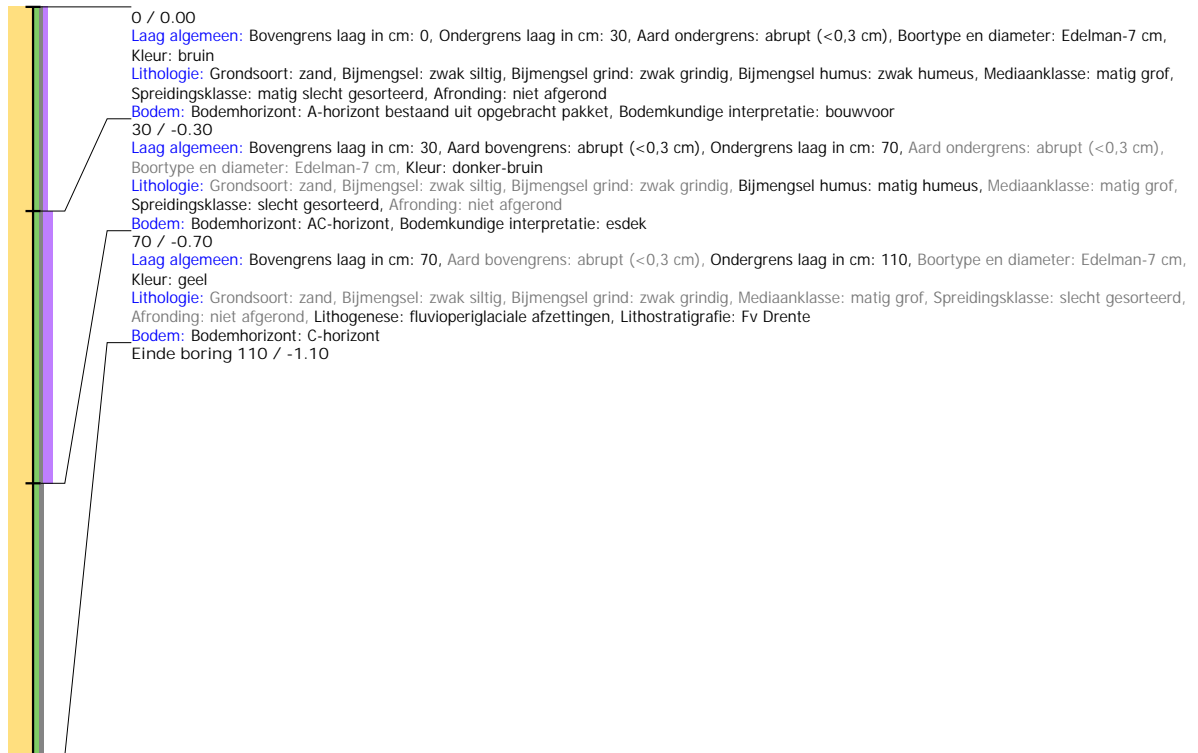 0 / 0.00
Laag algemeen: Bovengrens laag in cm: 0, Ondergrens laag in cm: 30, Aard ondergrens: abrupt (<0,3 cm), Boortype en diameter: Edelman-7 cm,
Kleur: bruin
Lithologie: Grondsoort: zand, Bijmengsel: zwak siltig, Bijmengsel grind: zwak grindig, Bijmengsel humus: zwak humeus, Mediaanklasse: matig grof,
Spreidingsklasse: matig slecht gesorteerd, Afronding: niet afgerond
Bodem: Bodemhorizont: A-horizont bestaand uit opgebracht pakket, Bodemkundige interpretatie: bouwvoor
30 / -0.30
Laag algemeen: Bovengrens laag in cm: 30, Aard bovengrens: abrupt (<0,3 cm), Ondergrens laag in cm: 70, Aard ondergrens: abrupt (<0,3 cm),
Boortype en diameter: Edelman-7 cm, Kleur: donker-bruin
Lithologie: Grondsoort: zand, Bijmengsel: zwak siltig, Bijmengsel grind: zwak grindig, Bijmengsel humus: matig humeus, Mediaanklasse: matig grof,
Spreidingsklasse: slecht gesorteerd, Afronding: niet afgerond
Bodem: Bodemhorizont: AC-horizont, Bodemkundige interpretatie: esdek
70 / -0.70
Laag algemeen: Bovengrens laag in cm: 70, Aard bovengrens: abrupt (<0,3 cm), Ondergrens laag in cm: 110, Boortype en diameter: Edelman-7 cm,
Kleur: geel
Lithologie: Grondsoort: zand, Bijmengsel: zwak siltig, Bijmengsel grind: zwak grindig, Mediaanklasse: matig grof, Spreidingsklasse: slecht gesorteerd,
Afronding: niet afgerond, Lithogenese: fluvioperiglaciale afzettingen, Lithostratigrafie: Fv Drente
Bodem: Bodemhorizont: C-horizont
Einde boring 110 / -1.10